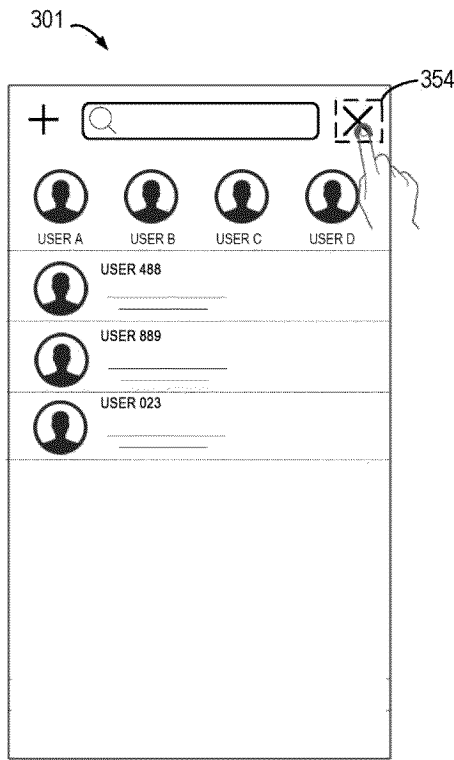 301
354
USER A USER B USER C USER D
USER 488
USER 889
USER 023